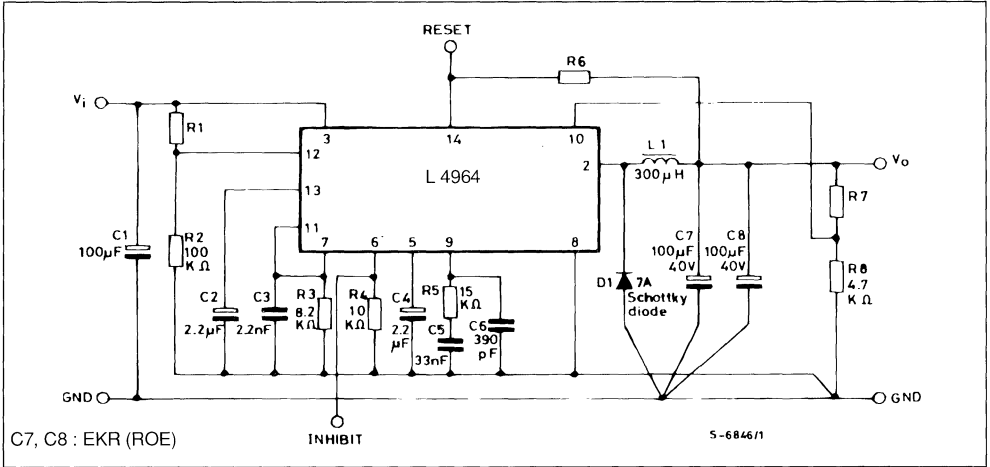 RESET
R6
Vi
R1
3
14
10
12
L 4964
2
L 1
300µH
Vo
13
R7
11
C1
100µF
R2
100
KΩ
7
6
5
9
8
C7
100µF
40V
C8
100µF
40V
R8
4.7
KΩ
C2
2.2µF
C3
2.2nF
R3
8.2
KΩ
R4
10
KΩ
C4
2.2
µF
R5
15
KΩ
C5
33nF
C6
390
pF
D1
7A
Schottky
diode
GND
GND
INHIBIT
S-6846/1
C7, C8 : EKR (ROE)